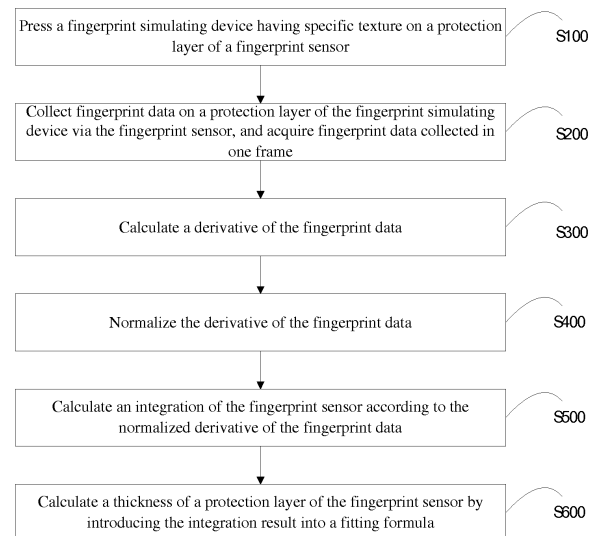 Press a fingerprint simulating device having specific texture on a protection
layer of a fingerprint sensor
S100
Collect fingerprint data on a protection layer of the fingerprint simulating
device via the fingerprint sensor, and acquire fingerprint data collected in
one frame
S200
Calculate a derivative of the fingerprint data
S300
Normalize the derivative of the fingerprint data
S400
Calculate an integration of the fingerprint sensor according to the
normalized derivative of the fingerprint data
S500
Calculate a thickness of a protection layer of the fingerprint sensor by
introducing the integration result into a fitting formula
S600